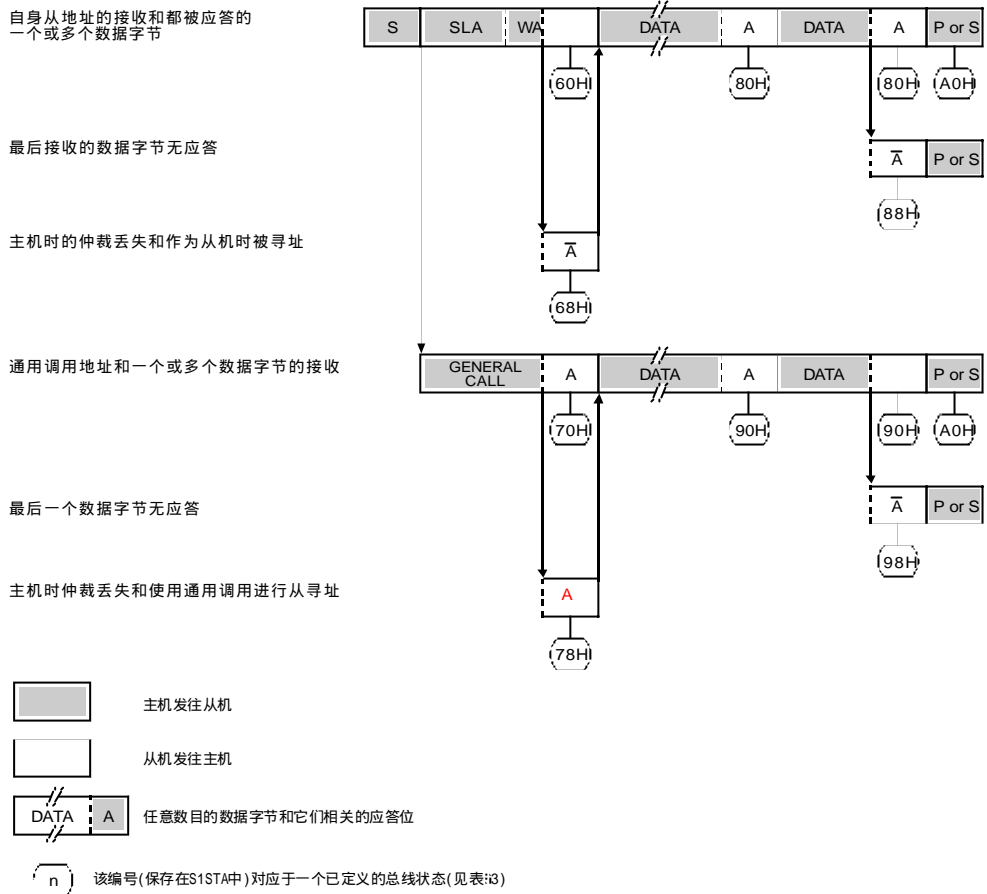 自身从地址的接收和都被应答的
一个或多个数据字节
S SLA WA DATA A DATA A P or S
60H 80H 80H A0H
最后接收的数据字节无应答
A̅ P or S
88H
主机时的仲裁丢失和作为从机时被寻址
A̅
68H
通用调用地址和一个或多个数据字节的接收
GENERAL
CALL
A DATA A DATA P or S
70H 90H 90H A0H
最后一个数据字节无应答
A̅ P or S
98H
主机时仲裁丢失和使用通用调用进行从寻址
A
78H
主机发往从机
从机发往主机
DATA A 任意数目的数据字节和它们相关的应答位
n 该编号(保存在S1STA中)对应于一个已定义的总线状态(见表3)